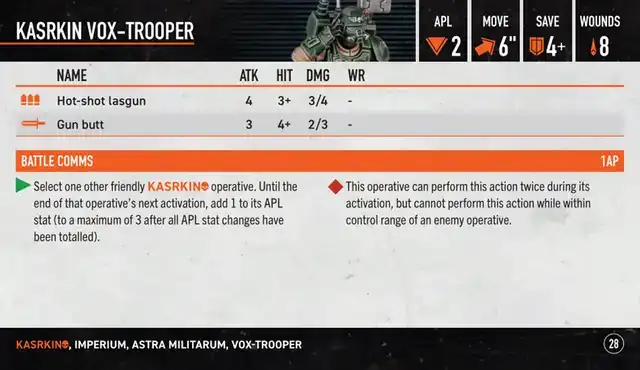 KASRKIN VOX-TROOPER
APL
2
MOVE
6"
SAVE
4+
WOUNDS
8
NAME ATK HIT DMG WR
Hot-shot lasgun 4 3+ 3/4 -
Gun butt 3 4+ 2/3 -
BATTLE COMMS 1AP
Select one other friendly KASRKIN operative. Until the
end of that operative's next activation, add 1 to its APL
stat (to a maximum of 3 after all APL stat changes have
been totalled).
This operative can perform this action twice during its
activation, but cannot perform this action while within
control range of an enemy operative.
KASRKIN, IMPERIUM, ASTRA MILITARUM, VOX-TROOPER
28